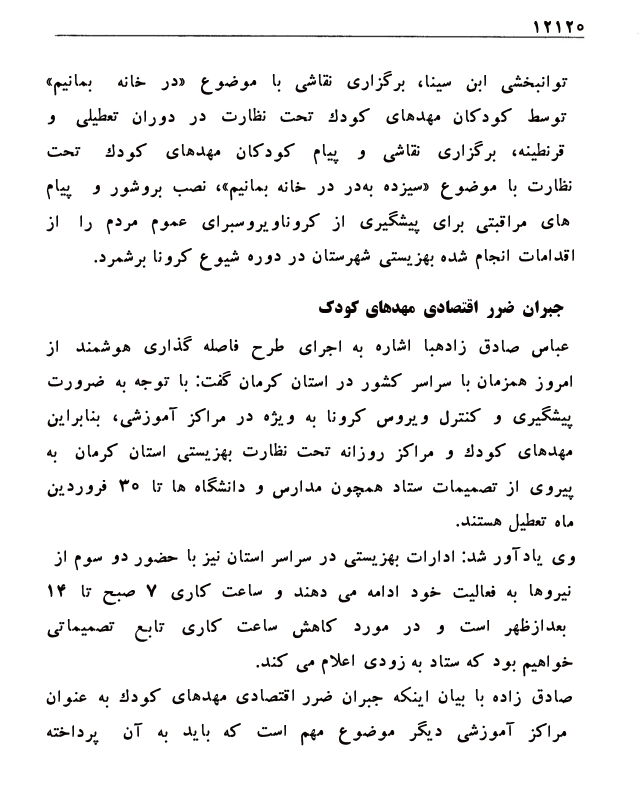 ۱۲۱۲۵
توانبخشی ابن سینا، برگزاری نقاشی با موضوع «در خانه بمانیم»
توسط کودکان مهدهای کودك تحت نظارت در دوران تعطیلی و
قرنطینه، برگزاری نقاشی و پیام کودکان مهدهای کودك تحت
نظارت با موضوع «سیزده به‌در در خانه بمانیم»، نصب بروشور و پیام
های مراقبتی برای پیشگیری از کروناویروسبرای عموم مردم را از
اقدامات انجام شده بهزیستی شهرستان در دوره شیوع کرونا برشمرد.
جبران ضرر اقتصادی مهدهای کودک
عباس صادق زادهبا اشاره به اجرای طرح فاصله گذاری هوشمند از
امروز همزمان با سراسر کشور در استان کرمان گفت: با توجه به ضرورت
پیشگیری و کنترل ویروس کرونا به ویژه در مراکز آموزشی، بنابراین
مهدهای کودك و مراکز روزانه تحت نظارت بهزیستی استان کرمان به
پیروی از تصمیمات ستاد همچون مدارس و دانشگاه ها تا ۳۰ فروردین
ماه تعطیل هستند.
وی یادآور شد: ادارات بهزیستی در سراسر استان نیز با حضور دو سوم از
نیروها به فعالیت خود ادامه می دهند و ساعت کاری ۷ صبح تا ۱۴
بعدازظهر است و در مورد کاهش ساعت کاری تابع تصمیماتی
خواهیم بود که ستاد به زودی اعلام می کند.
صادق زاده با بیان اینکه جبران ضرر اقتصادی مهدهای کودك به عنوان
مراکز آموزشی دیگر موضوع مهم است که باید به آن پرداخته